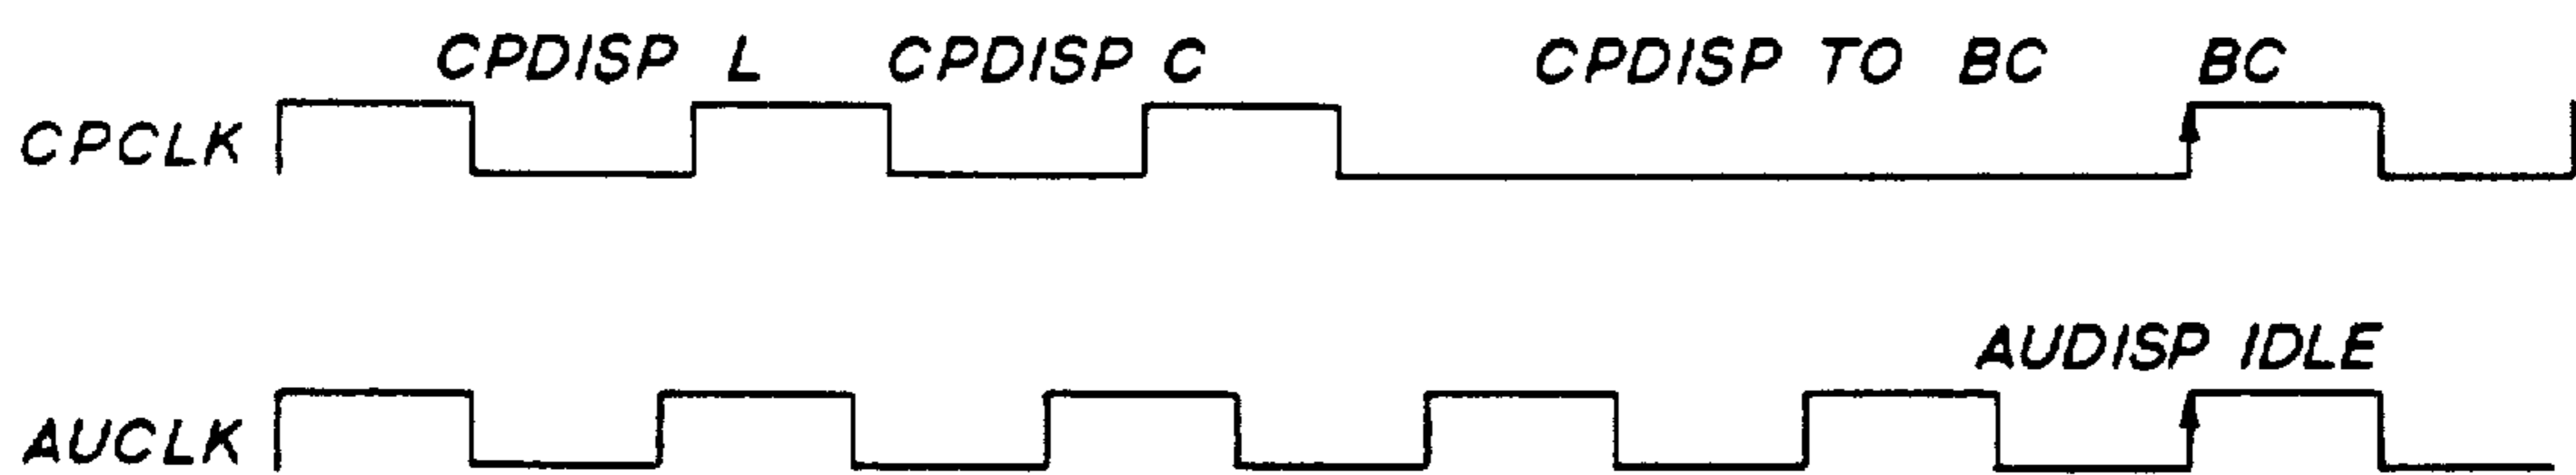 CPDISP L CPDISP C CPDISP TO BC BC
CPCLK
AUDISP IDLE
AUCLK